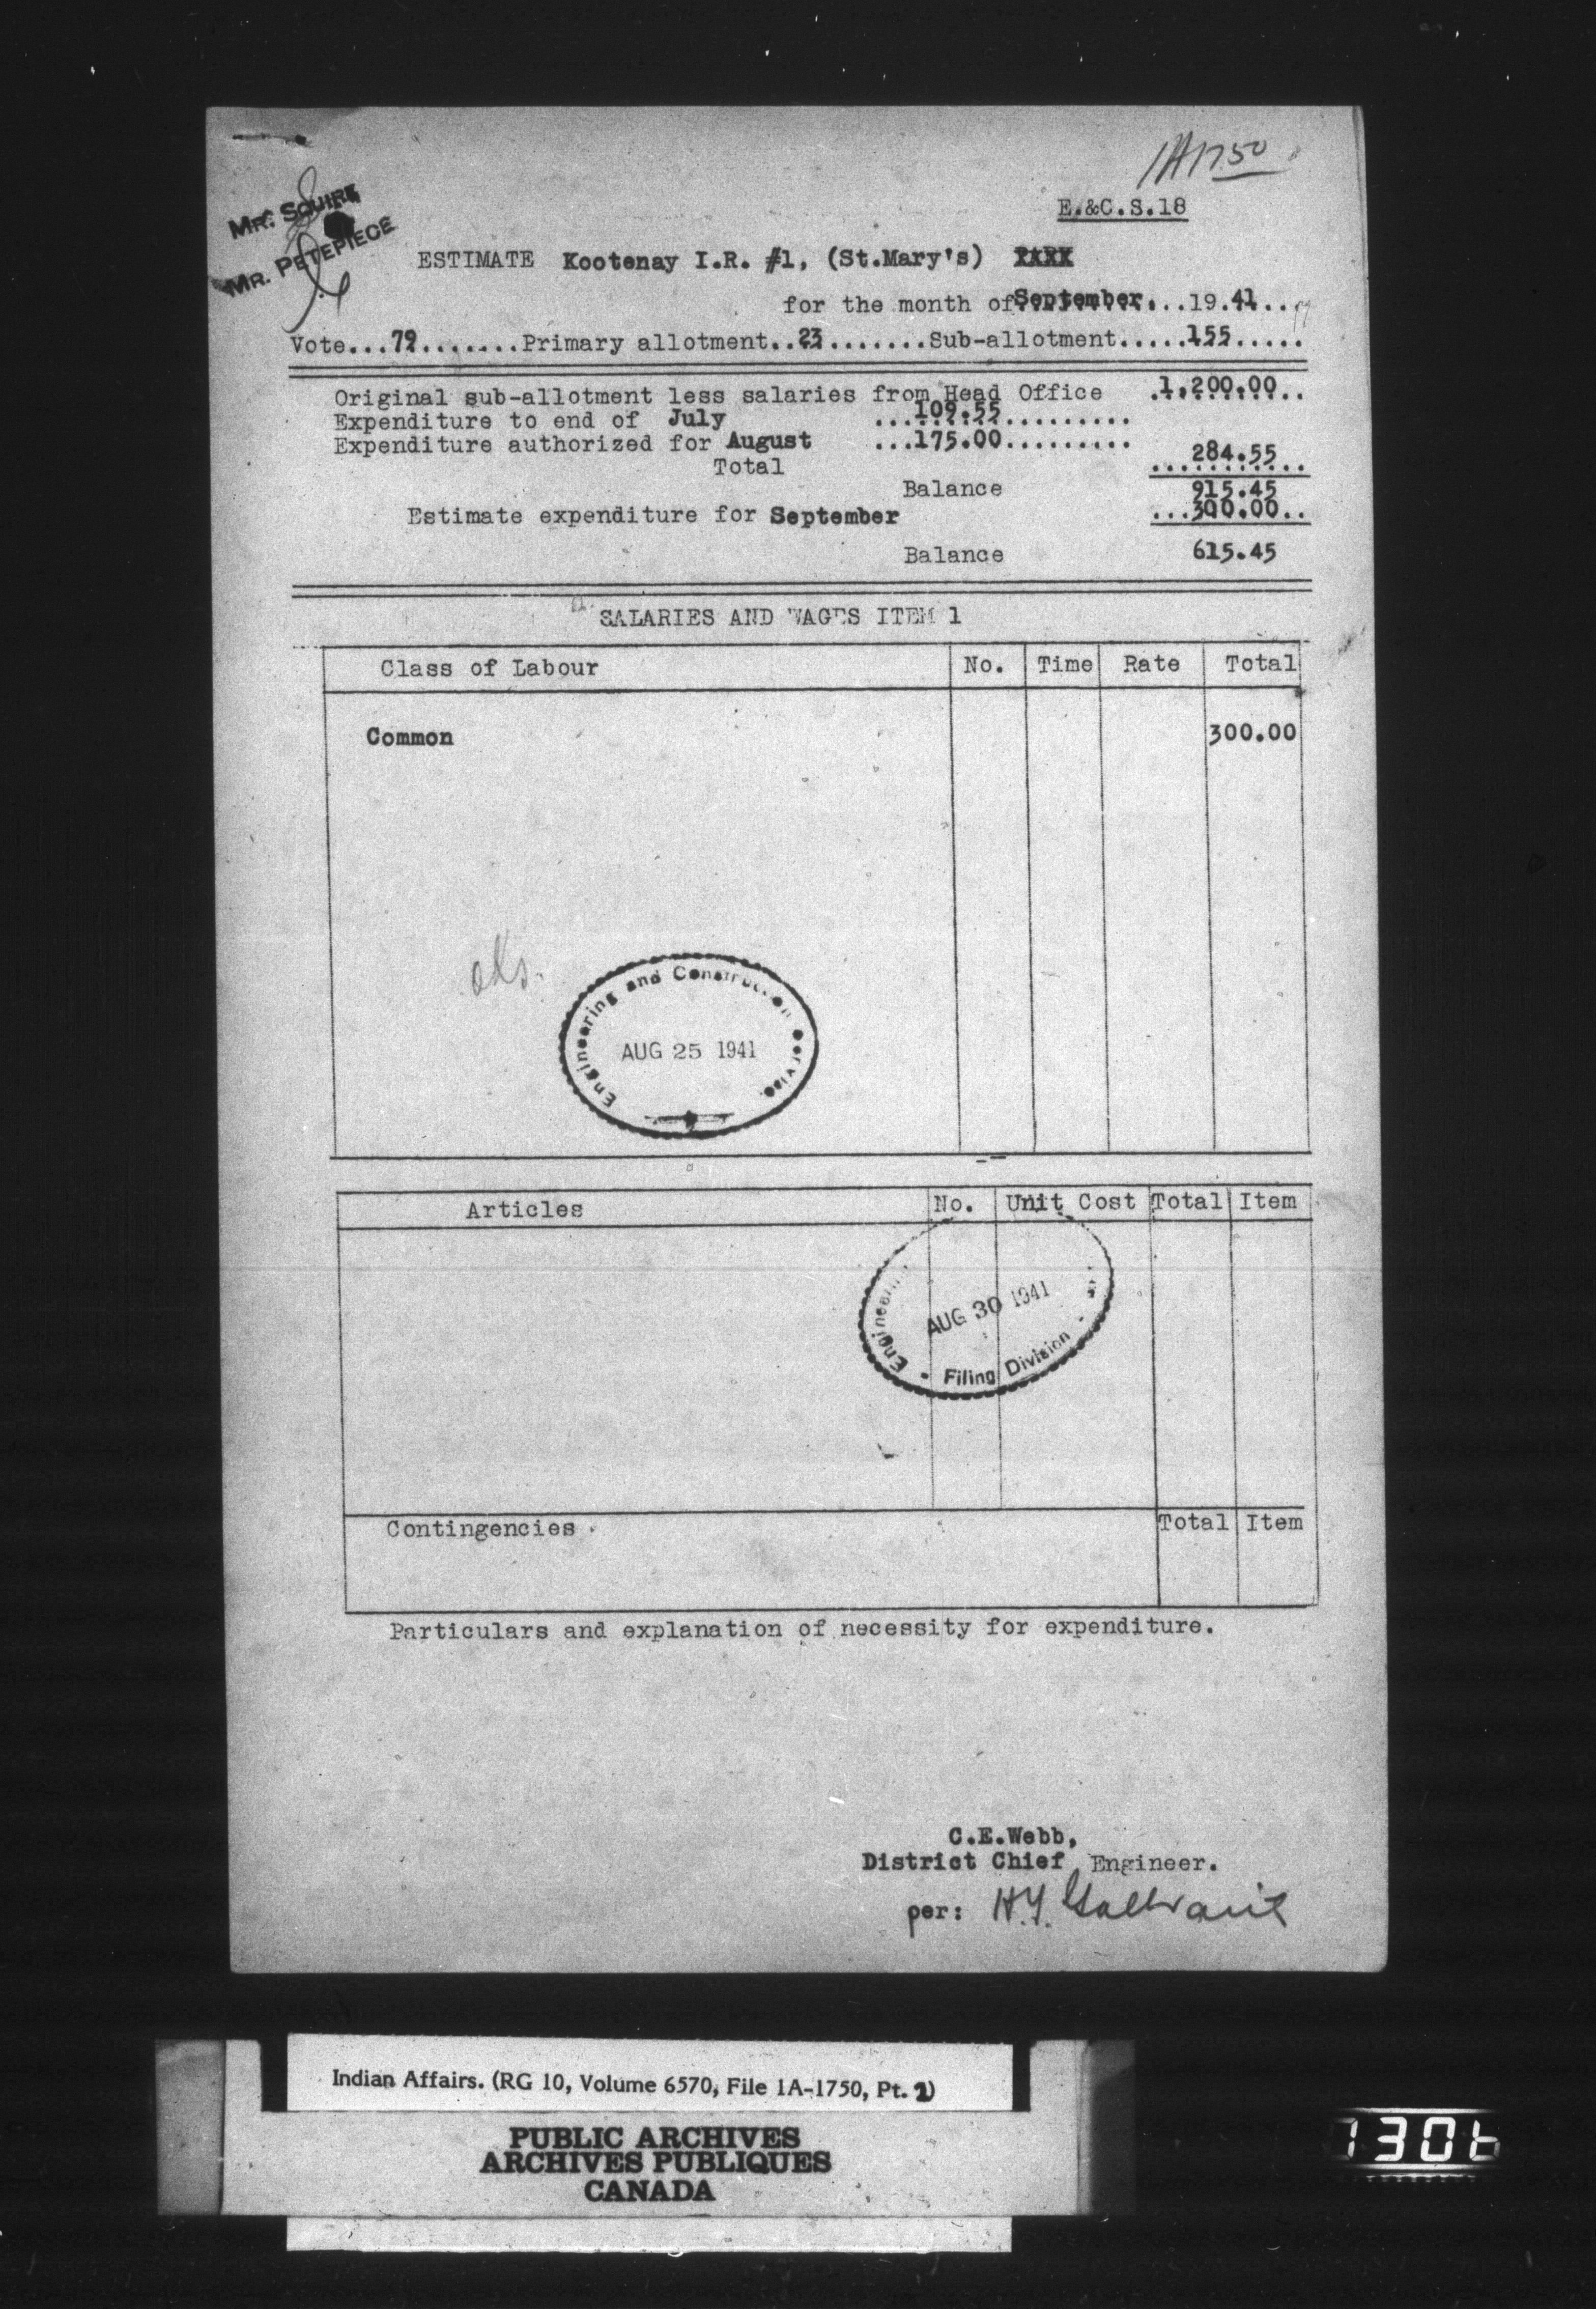 1A1750
E.&C.S.18
MR. SQUIRE
MR. PETEPIECE
ESTIMATE Kootenay I.R. #1, (St.Mary's) PARK
for the month of September...19.41...
Vote...79.......Primary allotment..23.......Sub-allotment.....155.....
Original sub-allotment less salaries from Head Office .1,200.00..
Expenditure to end of July ...109.55.........
Expenditure authorized for August ...175.00.........
Total 284.55
Balance 915.45
Estimate expenditure for September ...300.00..
Balance 615.45
SALARIES AND WAGES ITEM 1
Class of Labour No. Time Rate Total
Common 300.00
Engineering and Construction Service
AUG 25 1941
Articles No. Unit Cost Total Item
AUG 30 1941
Filing Division
Contingencies Total Item
Particulars and explanation of necessity for expenditure.
C.E.Webb,
District Chief Engineer.
per: H.Y.
Indian Affairs. (RG 10, Volume 6570, File 1A-1750, Pt. 2)
PUBLIC ARCHIVES
ARCHIVES PUBLIQUES
CANADA
1306